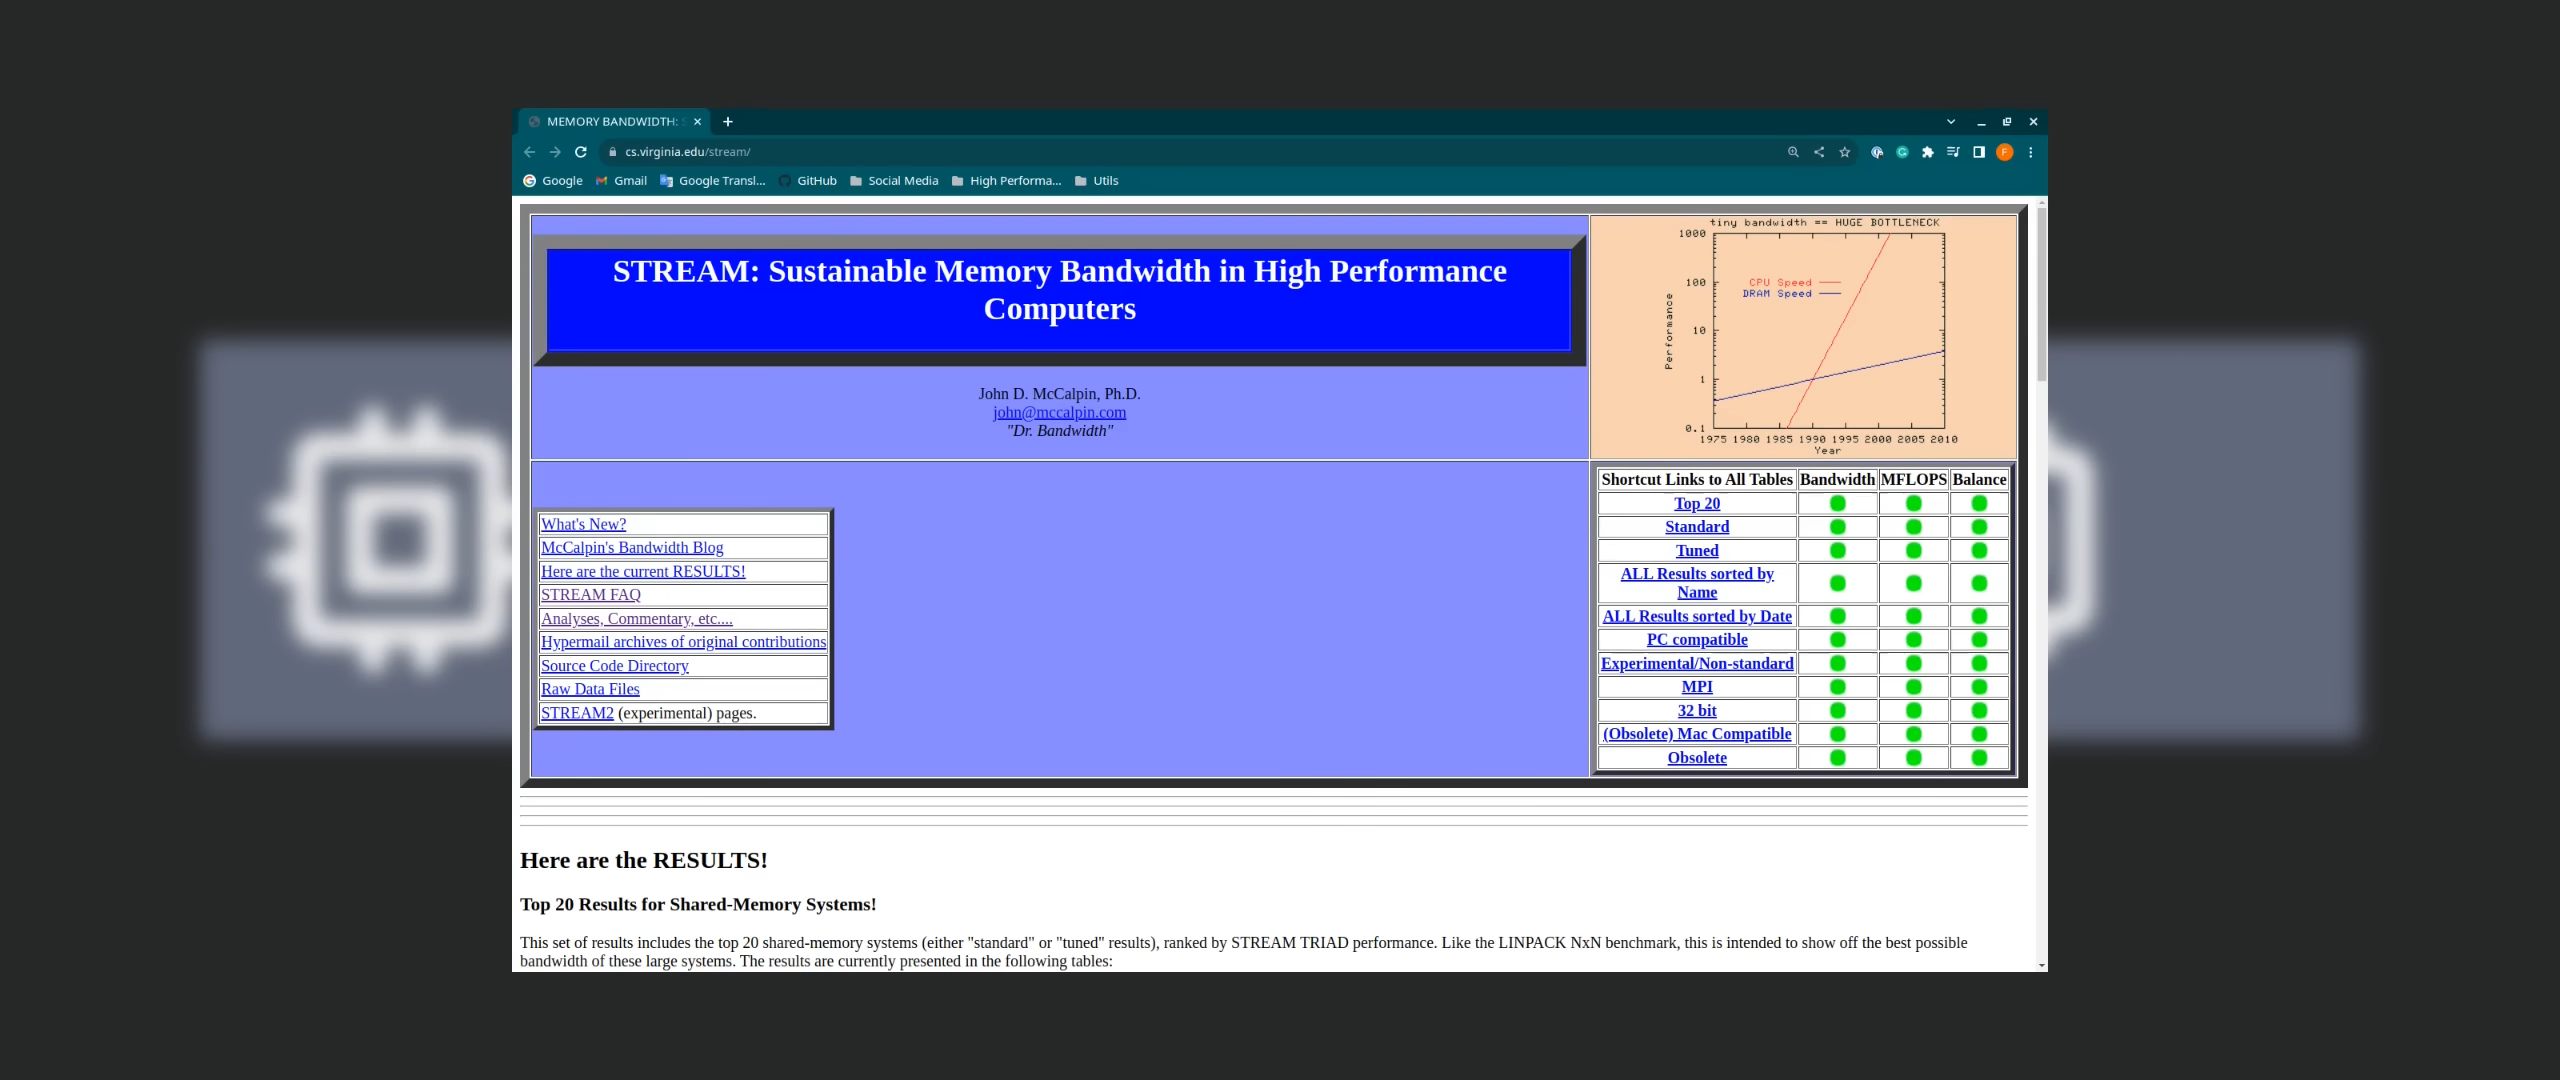 MEMORY BANDWIDTH:
cs.virginia.edu/stream/
Google
Gmail
Google Transl...
GitHub
Social Media
High Performa...
Utils
F
STREAM: Sustainable Memory Bandwidth in High Performance
Computers
John D. McCalpin, Ph.D.
john@mccalpin.com
"Dr. Bandwidth"
tiny bandwidth == HUGE BOTTLENECK
1000
100
10
1
0.1
Performance
CPU Speed
DRAM Speed
1975 1980 1985 1990 1995 2000 2005 2010
Year
What's New?
McCalpin's Bandwidth Blog
Here are the current RESULTS!
STREAM FAQ
Analyses, Commentary, etc....
Hypermail archives of original contributions
Source Code Directory
Raw Data Files
STREAM2 (experimental) pages.
Shortcut Links to All Tables Bandwidth MFLOPS Balance
Top 20
Standard
Tuned
ALL Results sorted by
Name
ALL Results sorted by Date
PC compatible
Experimental/Non-standard
MPI
32 bit
(Obsolete) Mac Compatible
Obsolete
Here are the RESULTS!
Top 20 Results for Shared-Memory Systems!
This set of results includes the top 20 shared-memory systems (either "standard" or "tuned" results), ranked by STREAM TRIAD performance. Like the LINPACK NxN benchmark, this is intended to show off the best possible
bandwidth of these large systems. The results are currently presented in the following tables: